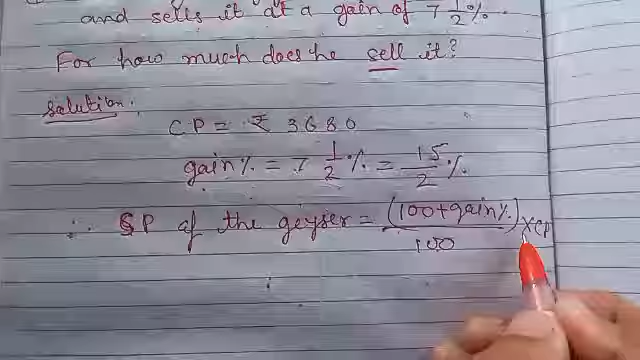 and sells it at a gain of 7 1/2 %.
For how much does he sell it?
Solution.
CP = ₹ 3680
gain% = 7 1/2 % = 15/2 %
∴ SP of the geyser = (100+gain%)/100 × CP